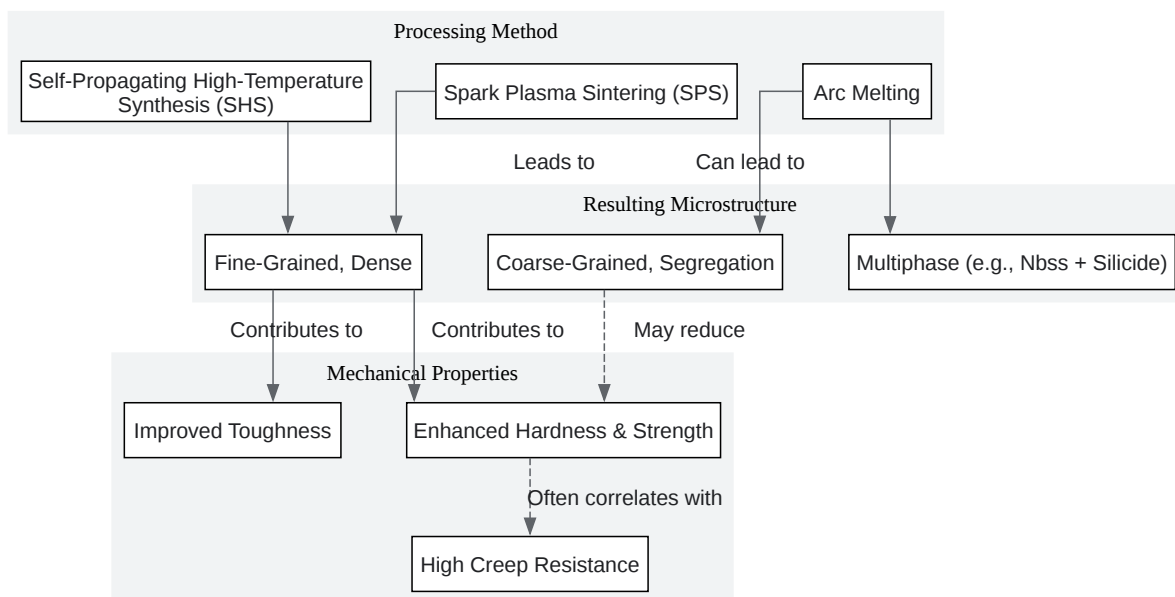 Processing Method
Self-Propagating High-Temperature
Synthesis (SHS)
Spark Plasma Sintering (SPS)
Arc Melting
Leads to
Can lead to
Resulting Microstructure
Fine-Grained, Dense
Coarse-Grained, Segregation
Multiphase (e.g., Nbss + Silicide)
Contributes to
Contributes to
May reduce
Mechanical Properties
Improved Toughness
Enhanced Hardness & Strength
Often correlates with
High Creep Resistance